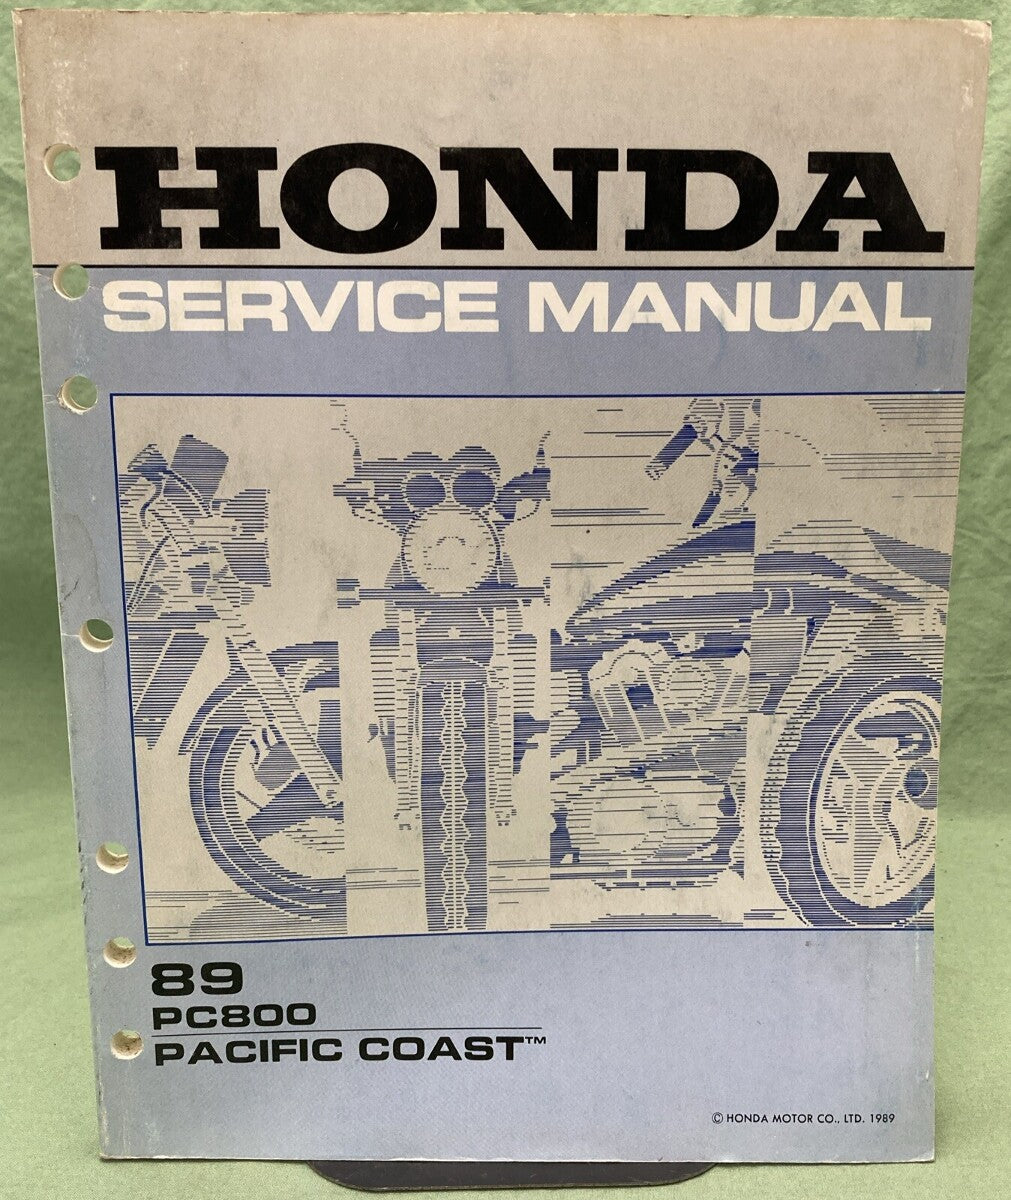 HONDA
SERVICE MANUAL
89
PC800
PACIFIC COAST™
© HONDA MOTOR CO., LTD. 1989